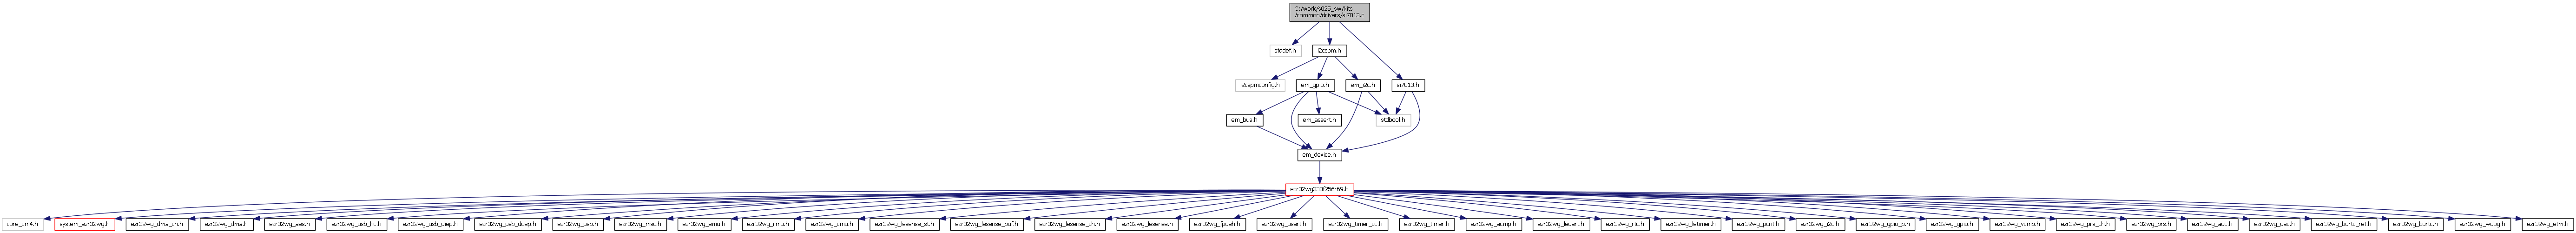 C:/work/s025_sw/kits
/common/drivers/si7013.c
stddef.h
i2cspm.h
i2cspmconfig.h
em_gpio.h
em_i2c.h
si7013.h
em_bus.h
em_assert.h
stdbool.h
em_device.h
ezr32wg330f256r69.h
core_cm4.h
system_ezr32wg.h
ezr32wg_dma_ch.h
ezr32wg_dma.h
ezr32wg_aes.h
ezr32wg_usb_hc.h
ezr32wg_usb_diep.h
ezr32wg_usb_doep.h
ezr32wg_usb.h
ezr32wg_msc.h
ezr32wg_emu.h
ezr32wg_rmu.h
ezr32wg_cmu.h
ezr32wg_lesense_st.h
ezr32wg_lesense_buf.h
ezr32wg_lesense_ch.h
ezr32wg_lesense.h
ezr32wg_fpueh.h
ezr32wg_usart.h
ezr32wg_timer_cc.h
ezr32wg_timer.h
ezr32wg_acmp.h
ezr32wg_leuart.h
ezr32wg_rtc.h
ezr32wg_letimer.h
ezr32wg_pcnt.h
ezr32wg_i2c.h
ezr32wg_gpio_p.h
ezr32wg_gpio.h
ezr32wg_vcmp.h
ezr32wg_prs_ch.h
ezr32wg_prs.h
ezr32wg_adc.h
ezr32wg_dac.h
ezr32wg_burtc_ret.h
ezr32wg_burtc.h
ezr32wg_wdog.h
ezr32wg_etm.h